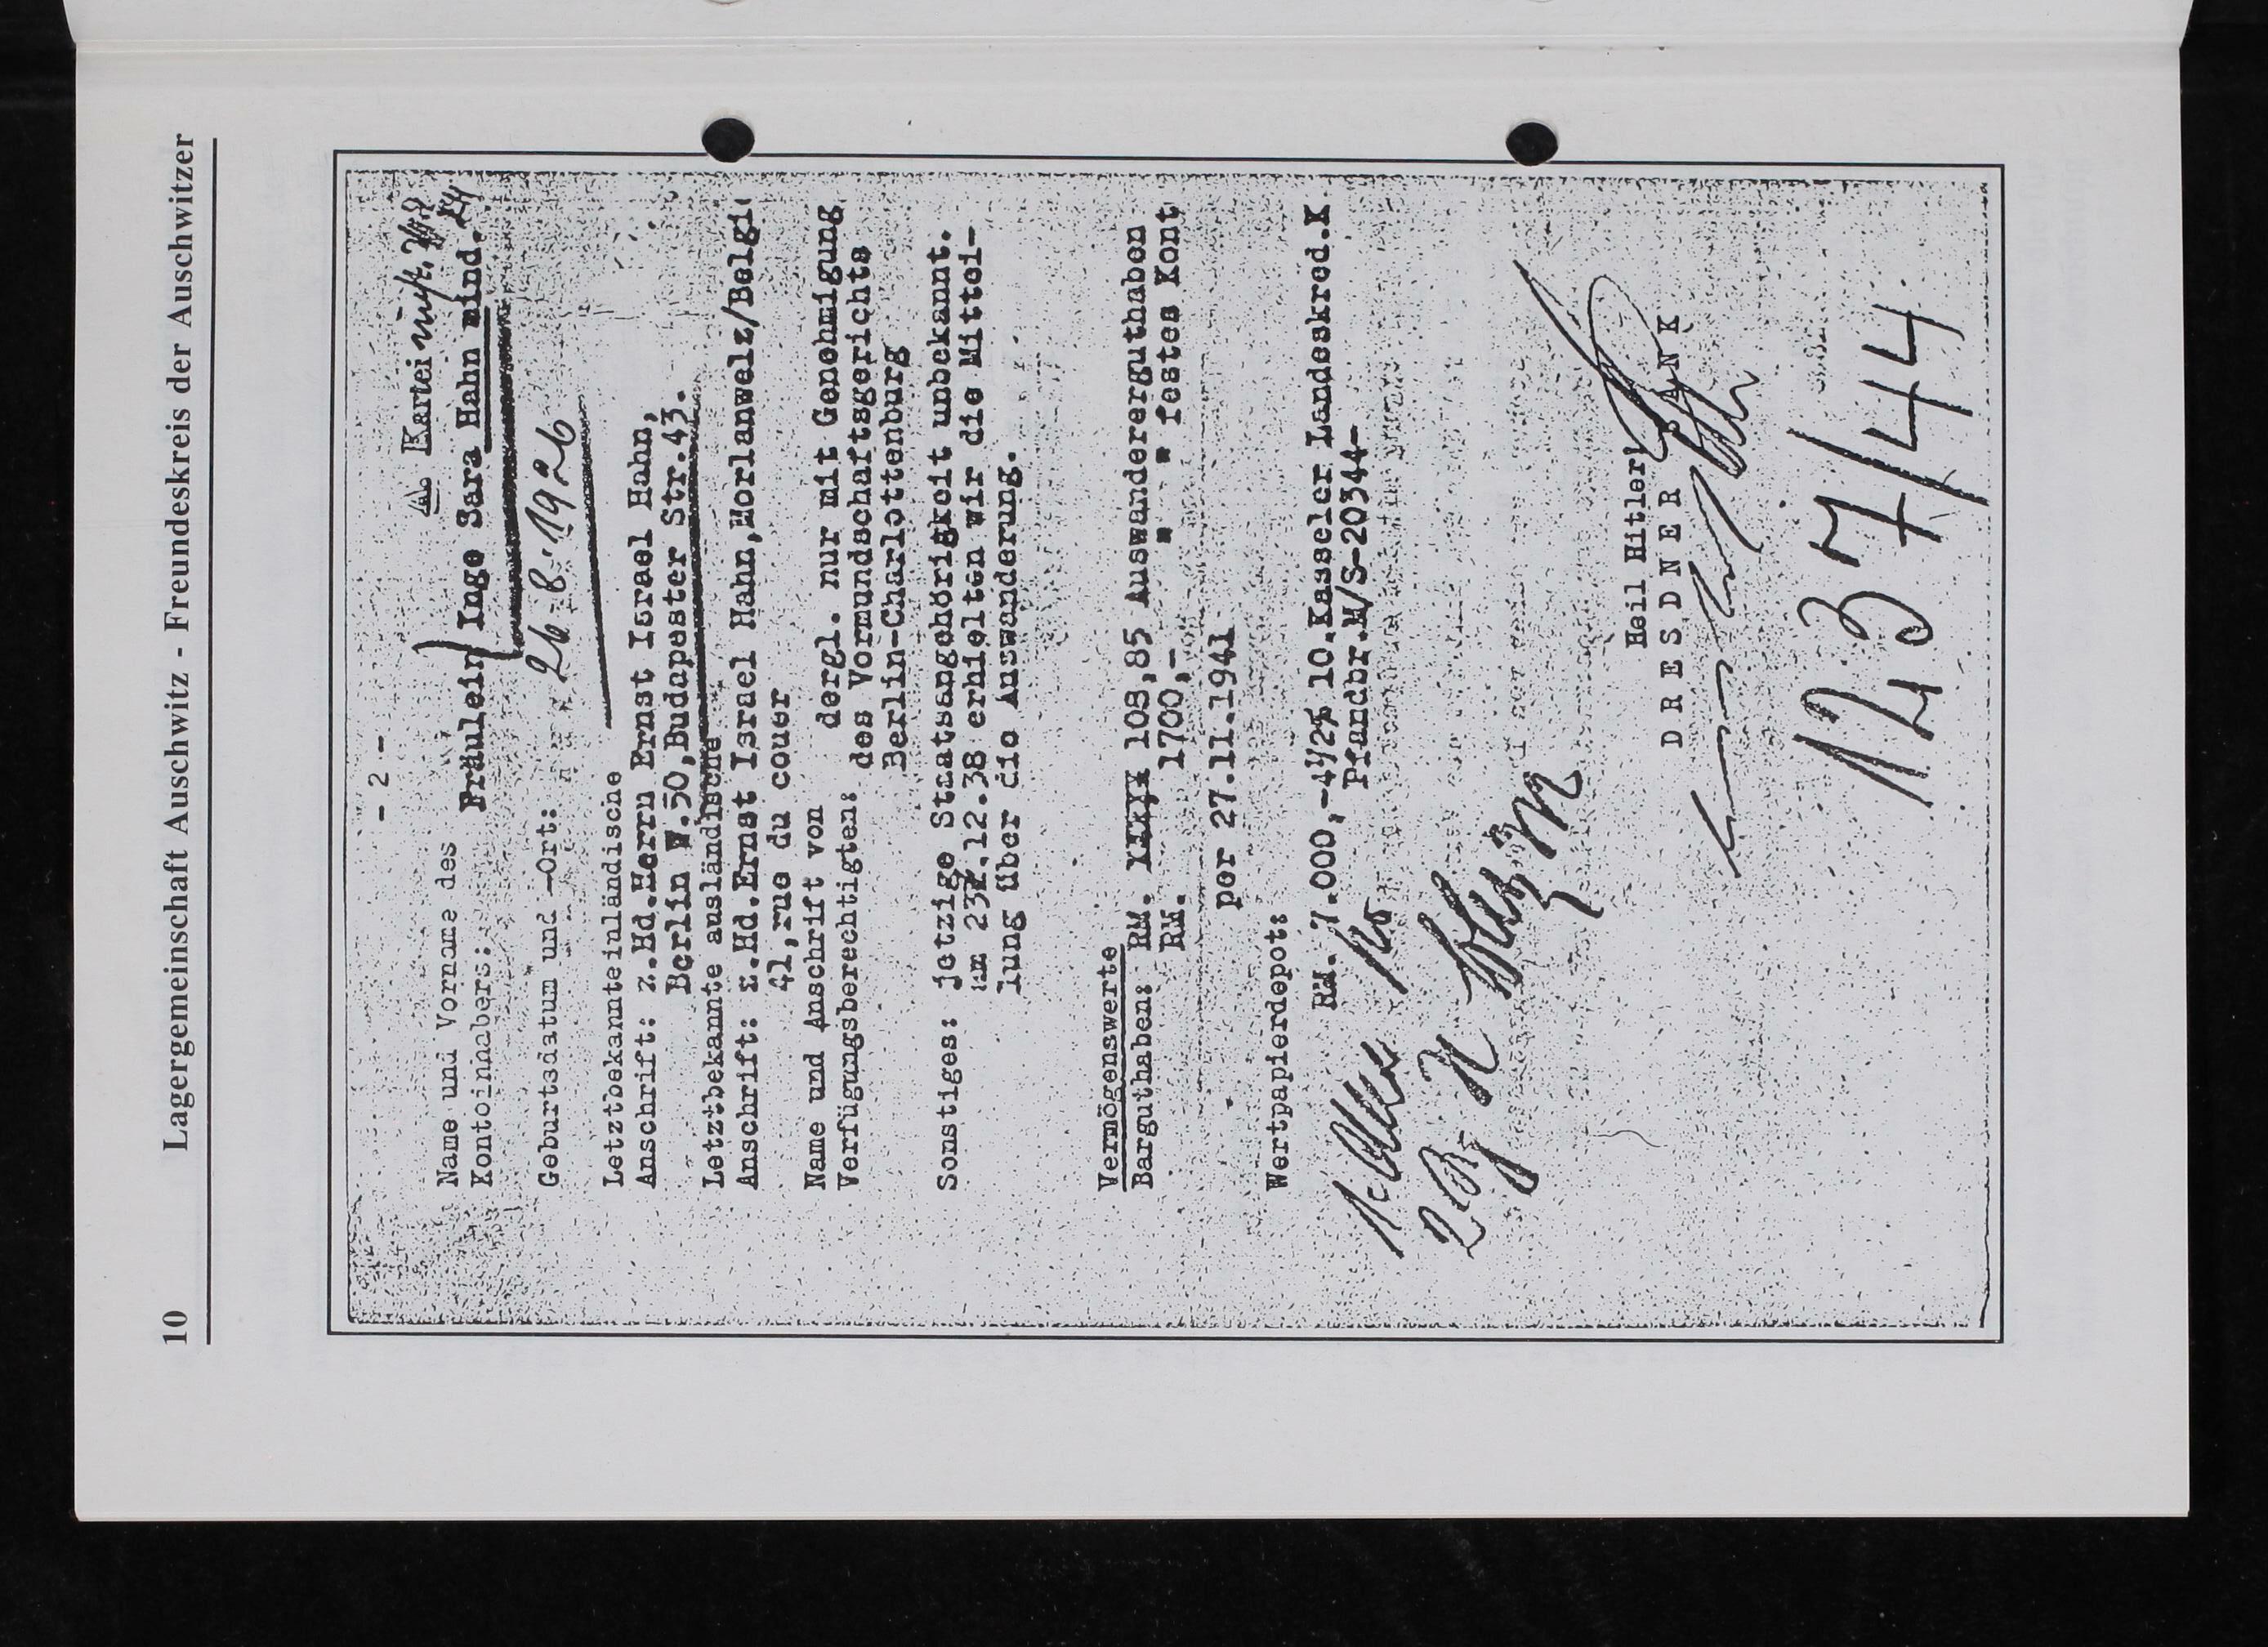 10 Lagergemeinschaft Auschwitz - Freundeskreis der Auschwitzer
- 2 -
Kartei
Name und Vorname des
Kontoinhabers: Fräulein Inge Sara Hahn mind.
Geburtsdatum und -Ort: 26.8.1926
Letztbekannte inländische
Anschrift: z.Hd.Herrn Ernst Israel Hahn,
Berlin W.50,Budapester Str.43.
Letztbekannte ausländische
Anschrift: z.Hd.Ernst Israel Hahn,Morlanwelz/Belgi
41,rue du couer
Name und Anschrift von dergl. nur mit Genehmigung
Verfügungsberechtigten: des Vormundschaftsgerichts
Berlin-Charlottenburg
Sonstiges: jetzige Staatsangehörigkeit unbekannt.
am 23.12.38 erhielten wir die Mittei-
lung über die Auswanderung.
Vermögenswerte
Barguthaben: RM. 108,85 Auswandererguthaben
RM. 1700,- " " festes Kont
per 27.11.1941
Wertpapierdepot:
RM. 7.000,-4½% 10.Kasseler Landeskred.K
Pfandbr.M/S-20344-
Heil Hitler!
DRESDNER BANK
1237/44